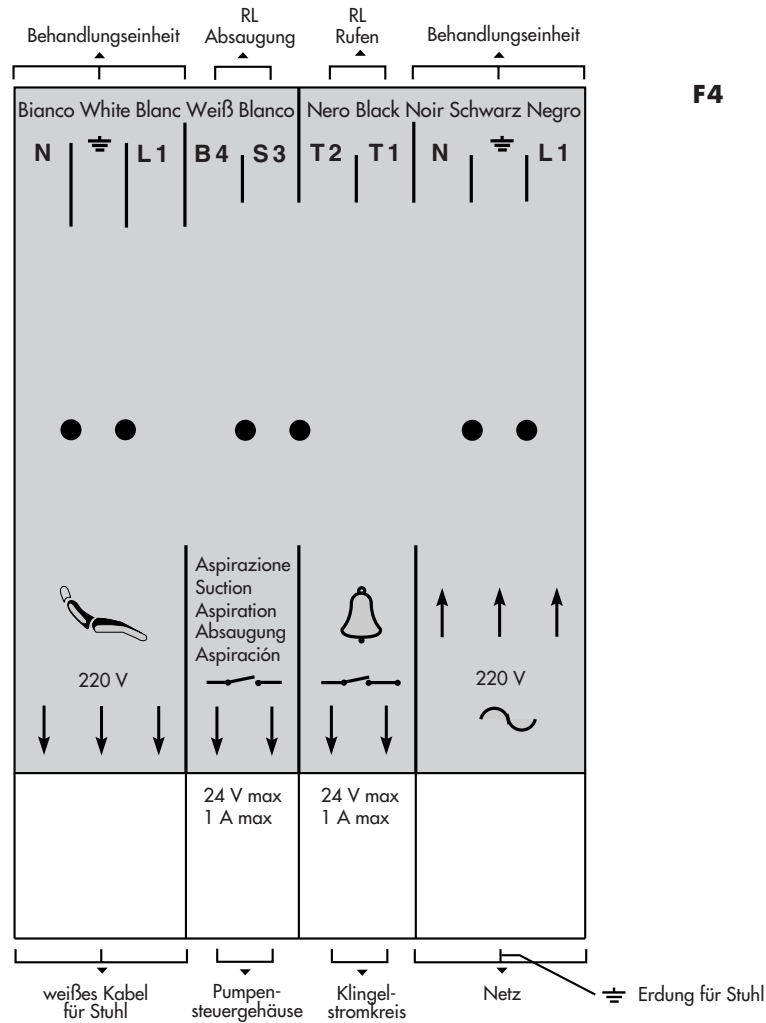 RL
RL
Behandlungseinheit
Absaugung
Rufen
Behandlungseinheit
F4
Bianco White Blanc Weiß Blanco
Nero Black Noir Schwarz Negro
N L1 B4 S3 T2 T1 N L1
Aspirazione
Suction
Aspiration
Absaugung
Aspiración
220 V
220 V
24 V max
1 A max
24 V max
1 A max
weißes Kabel
für Stuhl
Pumpen-
steuergehäuse
Klingel-
stromkreis
Netz
Erdung für Stuhl